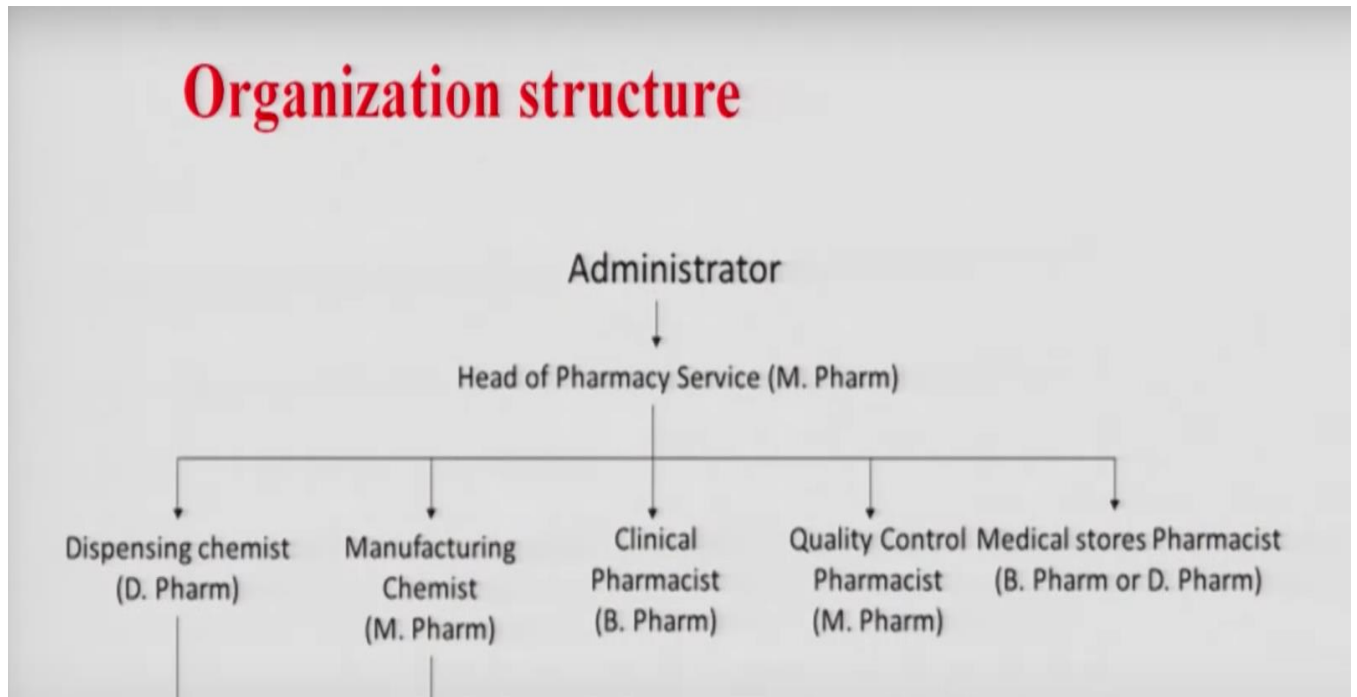 Organization structure
Administrator
Head of Pharmacy Service (M. Pharm)
Dispensing chemist
(D. Pharm)
Manufacturing
Chemist
(M. Pharm)
Clinical
Pharmacist
(B. Pharm)
Quality Control
Pharmacist
(M. Pharm)
Medical stores Pharmacist
(B. Pharm or D. Pharm)